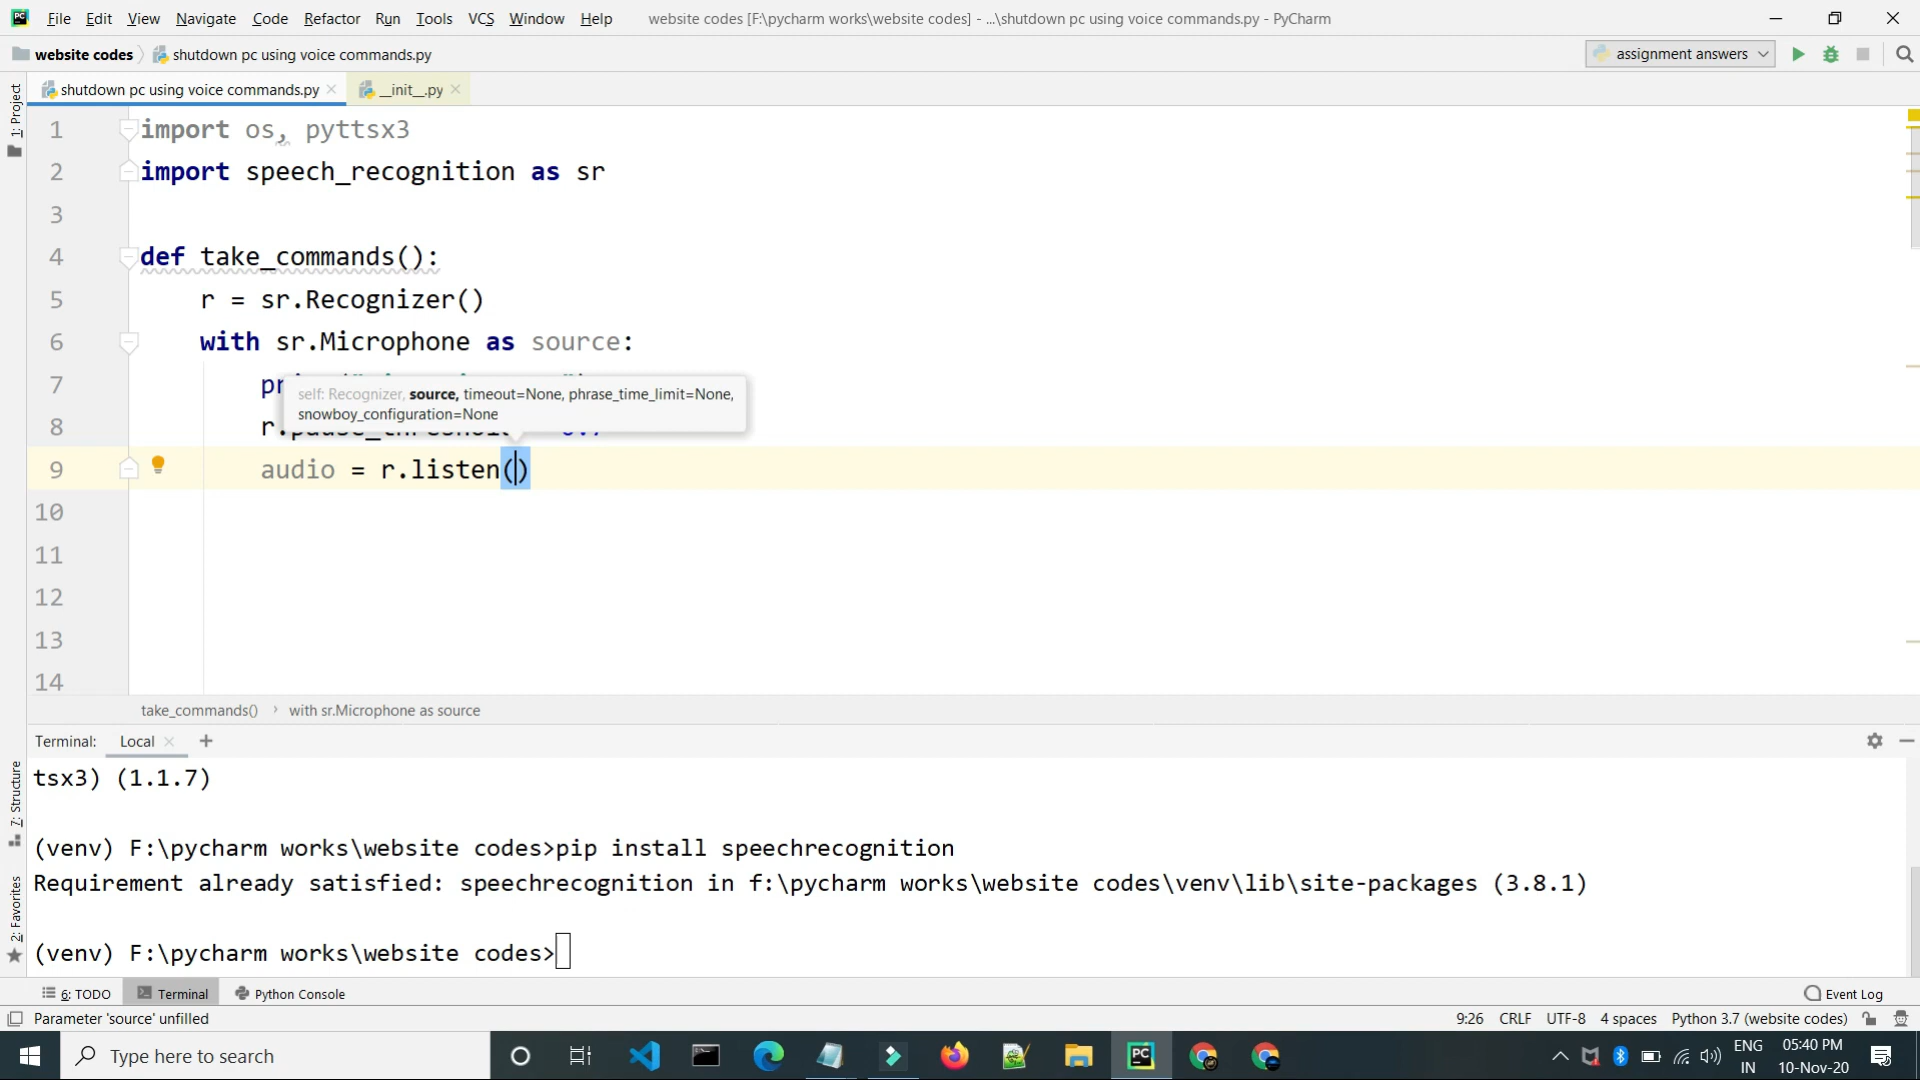 File Edit View Navigate Code Refactor Run Tools VCS Window Help website codes [F:\pycharm works\website codes] - ...\shutdown pc using voice commands.py - PyCharm
website codes shutdown pc using voice commands.py assignment answers
shutdown pc using voice commands.py __init__.py
1: Project
1 import os, pyttsx3
2 import speech_recognition as sr
3
4 def take_commands():
5 r = sr.Recognizer()
6 with sr.Microphone as source:
7
self: Recognizer, source, timeout=None, phrase_time_limit=None,
snowboy_configuration=None
8
9 audio = r.listen()
10
11
12
13
14
take_commands() › with sr.Microphone as source
Terminal: Local +
tsx3) (1.1.7)
7: Structure
(venv) F:\pycharm works\website codes>pip install speechrecognition
Requirement already satisfied: speechrecognition in f:\pycharm works\website codes\venv\lib\site-packages (3.8.1)
2: Favorites
(venv) F:\pycharm works\website codes>
6: TODO Terminal Python Console Event Log
Parameter 'source' unfilled 9:26 CRLF UTF-8 4 spaces Python 3.7 (website codes)
Type here to search ENG 05:40 PM
IN 10-Nov-20